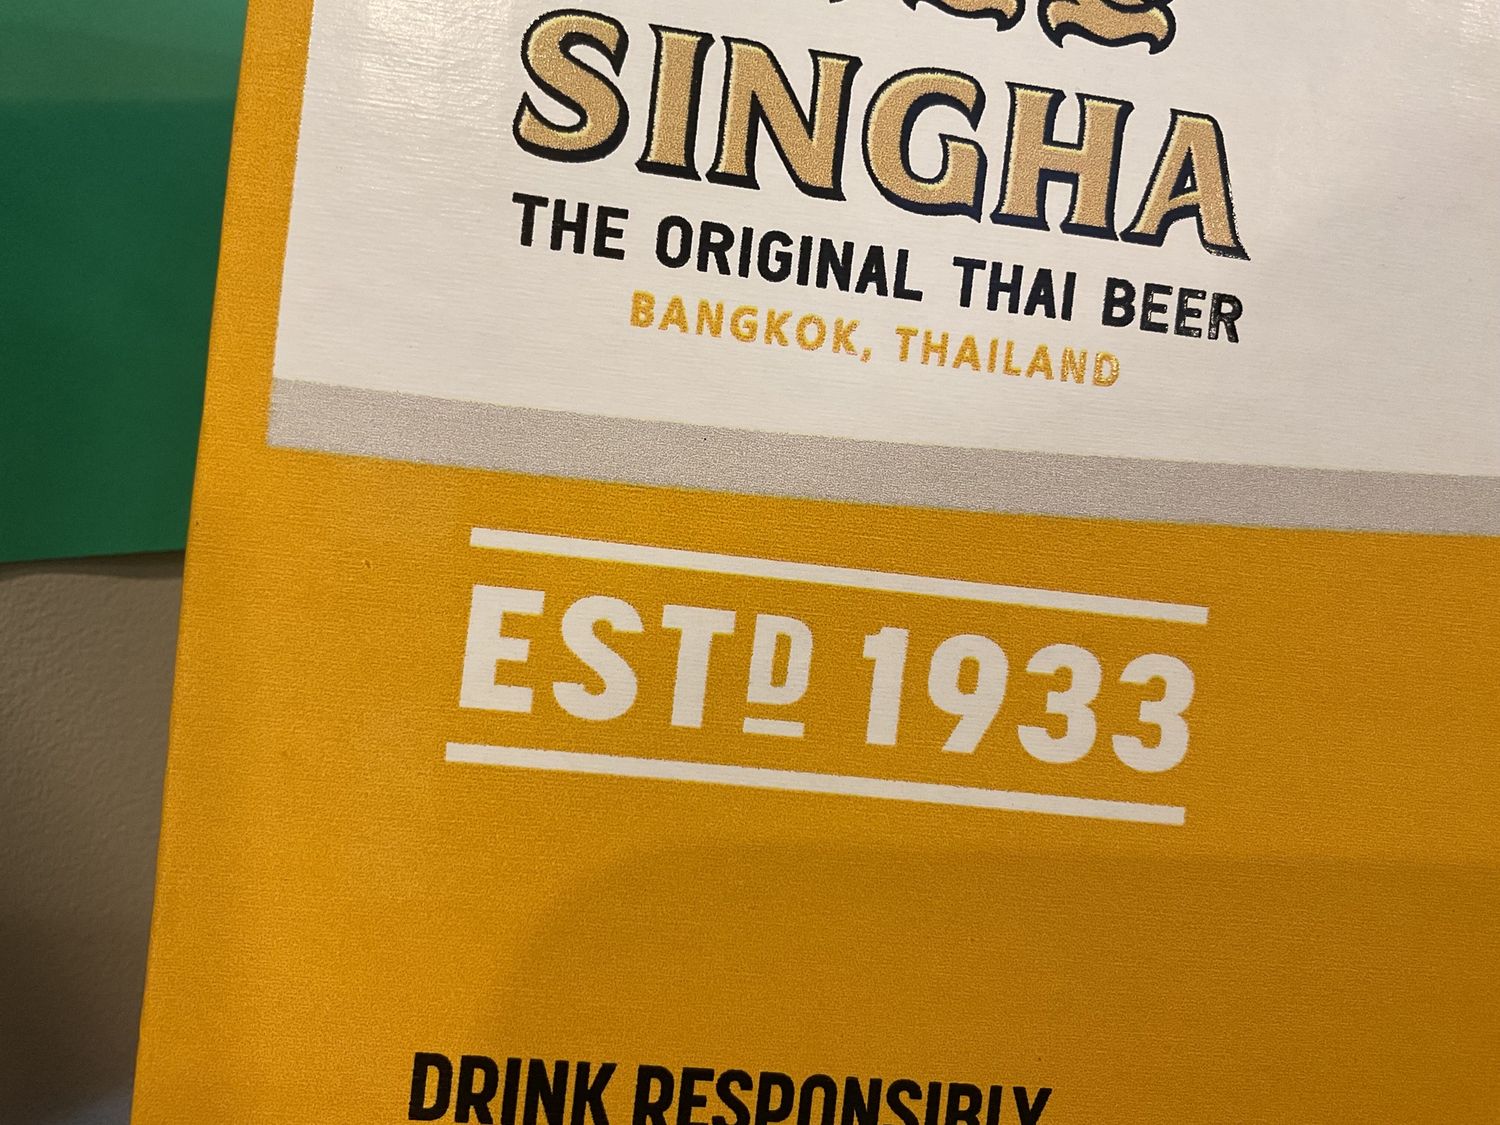 SINGHA
THE ORIGINAL THAI BEER
BANGKOK, THAILAND
ESTD 1933
DRINK RESPONSIBLY